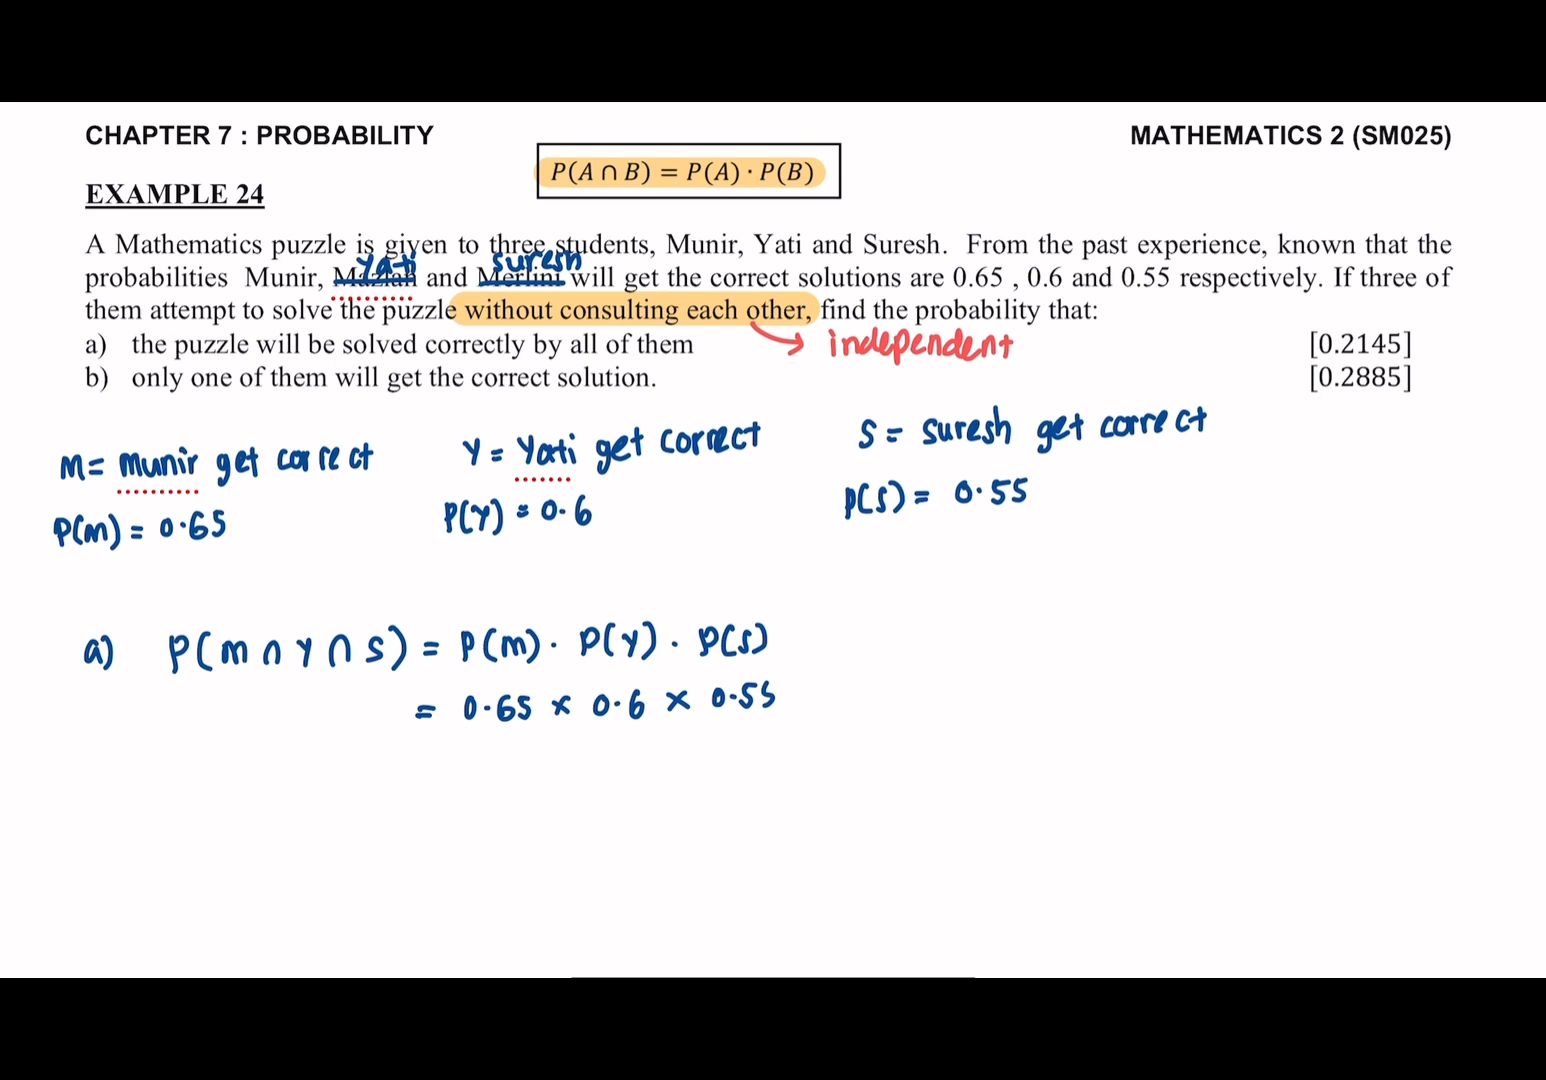 CHAPTER 7 : PROBABILITY
MATHEMATICS 2 (SM025)
P(A ∩ B) = P(A) · P(B)
EXAMPLE 24
A Mathematics puzzle is given to three students, Munir, Yati and Suresh. From the past experience, known that the
Yati suresh
probabilities Munir, Maziah and Merlini will get the correct solutions are 0.65 , 0.6 and 0.55 respectively. If three of
them attempt to solve the puzzle without consulting each other, find the probability that:
a) the puzzle will be solved correctly by all of them
independent
[0.2145]
b) only one of them will get the correct solution.
[0.2885]
M = Munir get correct
Y = Yati get correct
S = suresh get correct
P(M) = 0.65
P(Y) = 0.6
P(S) = 0.55
a) P(M ∩ Y ∩ S) = P(M) · P(Y) · P(S)
= 0.65 × 0.6 × 0.55